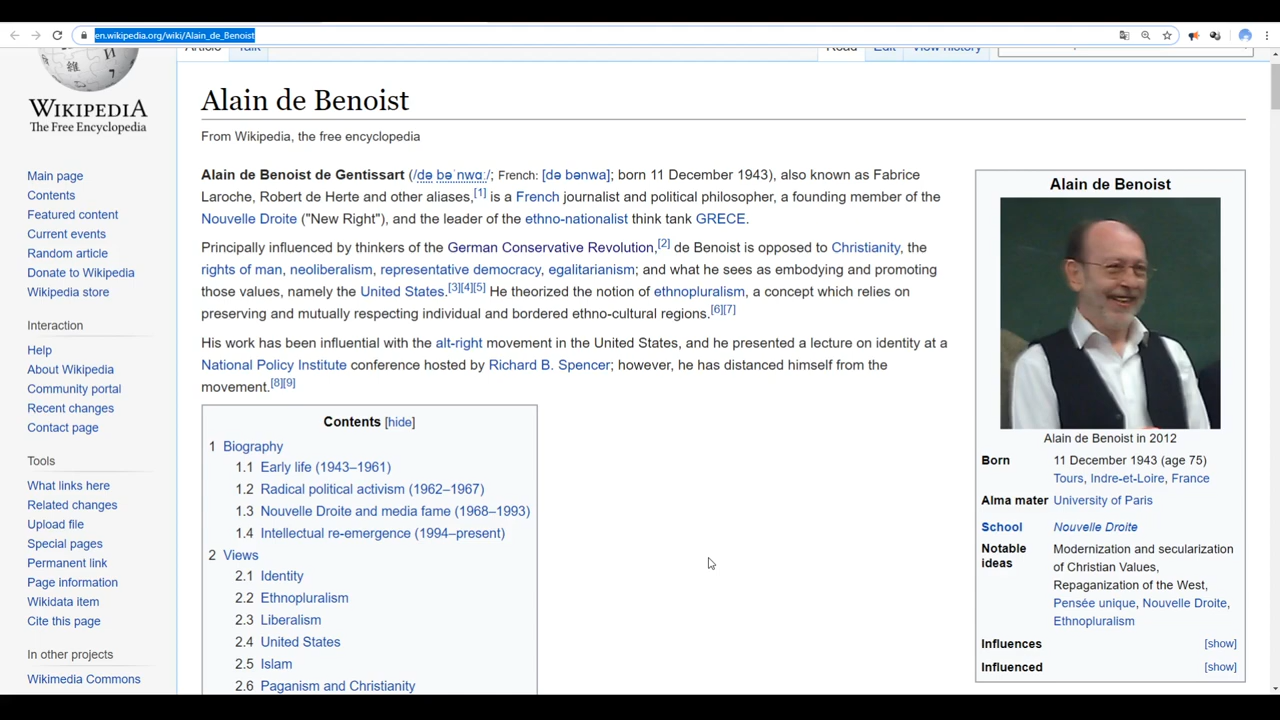 en.wikipedia.org/wiki/Alain_de_Benoist
Article Talk Read Edit View history
WIKIPEDIA
The Free Encyclopedia
Main page
Contents
Featured content
Current events
Random article
Donate to Wikipedia
Wikipedia store
Interaction
Help
About Wikipedia
Community portal
Recent changes
Contact page
Tools
What links here
Related changes
Upload file
Special pages
Permanent link
Page information
Wikidata item
Cite this page
In other projects
Wikimedia Commons
Alain de Benoist
From Wikipedia, the free encyclopedia
Alain de Benoist de Gentissart (/də bəˈnwɑː/; French: [də bənwa]; born 11 December 1943), also known as Fabrice
Laroche, Robert de Herte and other aliases,[1] is a French journalist and political philosopher, a founding member of the
Nouvelle Droite ("New Right"), and the leader of the ethno-nationalist think tank GRECE.
Principally influenced by thinkers of the German Conservative Revolution,[2] de Benoist is opposed to Christianity, the
rights of man, neoliberalism, representative democracy, egalitarianism; and what he sees as embodying and promoting
those values, namely the United States.[3][4][5] He theorized the notion of ethnopluralism, a concept which relies on
preserving and mutually respecting individual and bordered ethno-cultural regions.[6][7]
His work has been influential with the alt-right movement in the United States, and he presented a lecture on identity at a
National Policy Institute conference hosted by Richard B. Spencer; however, he has distanced himself from the
movement.[8][9]
Contents [hide]
1 Biography
1.1 Early life (1943–1961)
1.2 Radical political activism (1962–1967)
1.3 Nouvelle Droite and media fame (1968–1993)
1.4 Intellectual re-emergence (1994–present)
2 Views
2.1 Identity
2.2 Ethnopluralism
2.3 Liberalism
2.4 United States
2.5 Islam
2.6 Paganism and Christianity
Alain de Benoist
Alain de Benoist in 2012
Born 11 December 1943 (age 75)
Tours, Indre-et-Loire, France
Alma mater University of Paris
School Nouvelle Droite
Notable ideas Modernization and secularization
of Christian Values,
Repaganization of the West,
Pensée unique, Nouvelle Droite,
Ethnopluralism
Influences [show]
Influenced [show]